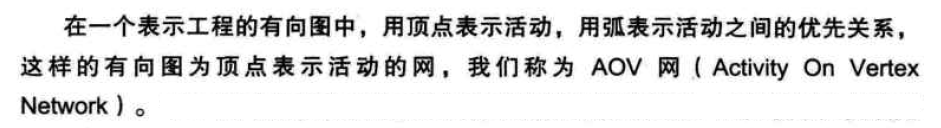 在一个表示工程的有向图中，用顶点表示活动，用弧表示活动之间的优先关系，
这样的有向图为顶点表示活动的网，我们称为 AOV 网（Activity On Vertex
Network）。